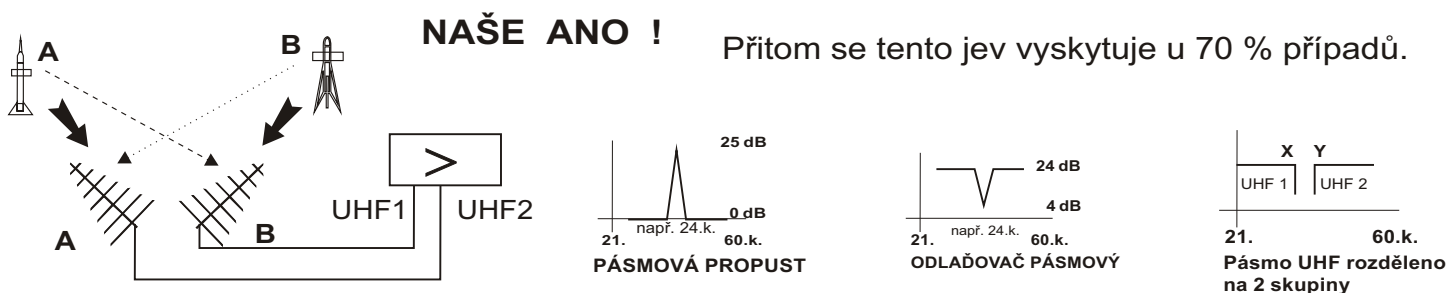 NAŠE ANO !
Přitom se tento jev vyskytuje u 70 % případů.
A
B
>
UHF1
UHF2
A
B
25 dB
0 dB
např. 24.k.
21.
60.k.
PÁSMOVÁ PROPUST
24 dB
4 dB
např. 24.k.
21.
60.k.
ODLAĎOVAČ PÁSMOVÝ
X Y
UHF 1
UHF 2
21.
60.k.
Pásmo UHF rozděleno
na 2 skupiny